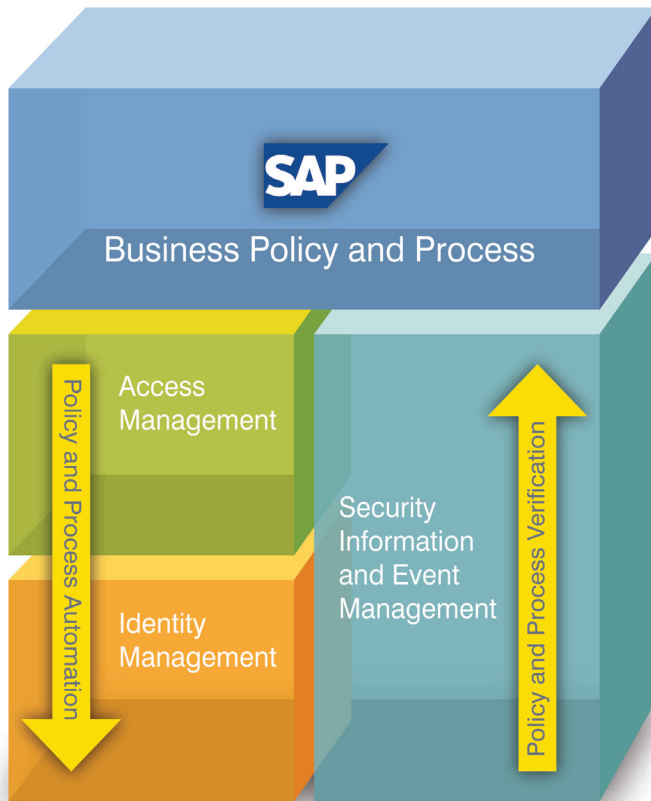 SAP
Business Policy and Process
Access
Management
Policy and Process Automation
Identity
Management
Security
Information
and Event
Management
Policy and Process Verification